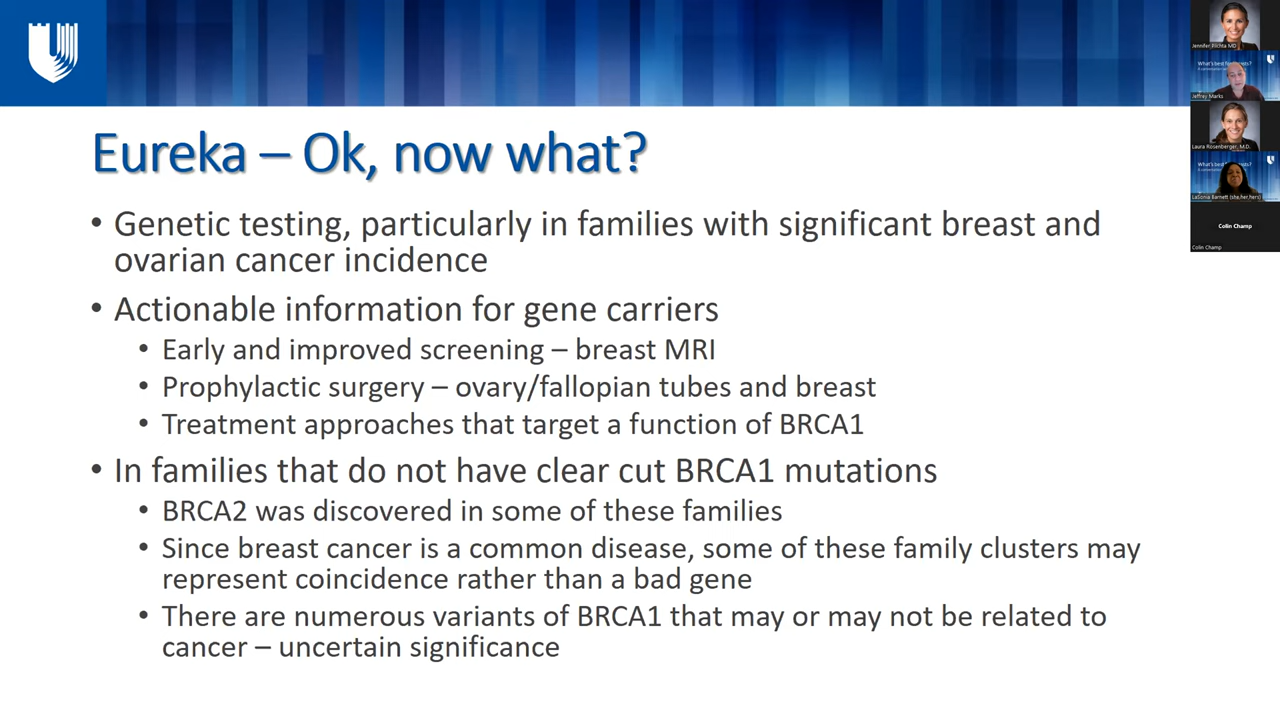 Eureka – Ok, now what?
• Genetic testing, particularly in families with significant breast and
ovarian cancer incidence
• Actionable information for gene carriers
• Early and improved screening – breast MRI
• Prophylactic surgery – ovary/fallopian tubes and breast
• Treatment approaches that target a function of BRCA1
• In families that do not have clear cut BRCA1 mutations
• BRCA2 was discovered in some of these families
• Since breast cancer is a common disease, some of these family clusters may
represent coincidence rather than a bad gene
• There are numerous variants of BRCA1 that may or may not be related to
cancer – uncertain significance
Jennifer Plichta MD
What's best for
Jeffrey Marks
Laura Rosenberger, M.D.
What's best
LaSonia Barnett (she,her,hers)
Colin Champ
Colin Champ